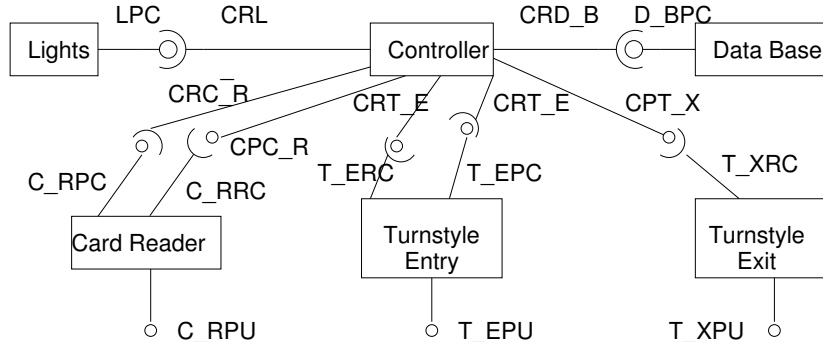 LPC
CRL
CRD_B
D_BPC
Lights
Controller
Data Base
CRC_R
CRT_E
CRT_E
CPT_X
CPC_R
T_ERC
T_EPC
T_XRC
C_RPC
C_RRC
Card Reader
Turnstyle
Entry
Turnstyle
Exit
C_RPU
T_EPU
T_XPU